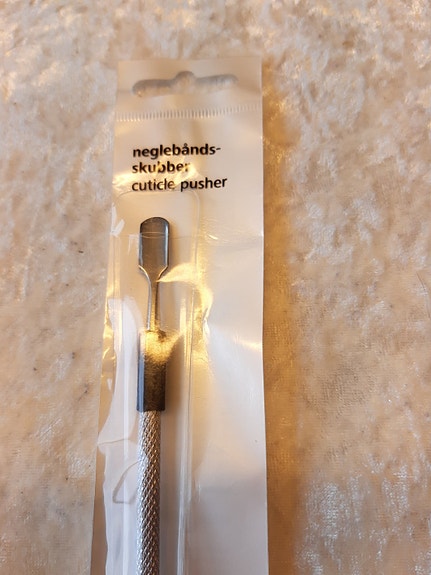 neglebånds-
skubber
cuticle pusher